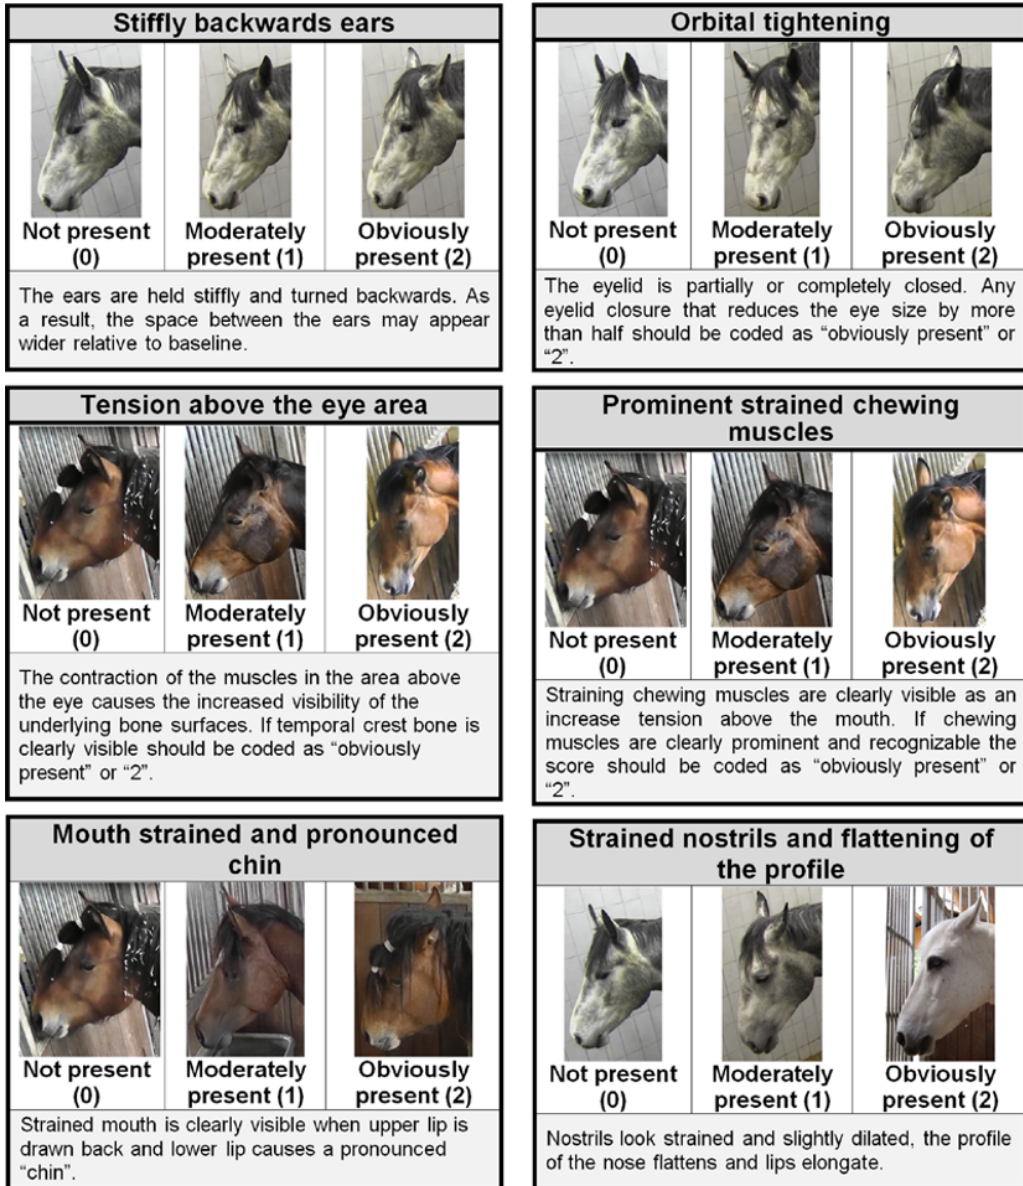 Stiffly backwards ears
Not present
(0)
Moderately
present (1)
Obviously
present (2)
The ears are held stiffly and turned backwards. As
a result, the space between the ears may appear
wider relative to baseline.
Orbital tightening
Not present
(0)
Moderately
present (1)
Obviously
present (2)
The eyelid is partially or completely closed. Any
eyelid closure that reduces the eye size by more
than half should be coded as “obviously present” or
“2”.
Tension above the eye area
Not present
(0)
Moderately
present (1)
Obviously
present (2)
The contraction of the muscles in the area above
the eye causes the increased visibility of the
underlying bone surfaces. If temporal crest bone is
clearly visible should be coded as “obviously
present” or “2”.
Prominent strained chewing
muscles
Not present
(0)
Moderately
present (1)
Obviously
present (2)
Straining chewing muscles are clearly visible as an
increase tension above the mouth. If chewing
muscles are clearly prominent and recognizable the
score should be coded as “obviously present” or
“2”.
Mouth strained and pronounced
chin
Not present
(0)
Moderately
present (1)
Obviously
present (2)
Strained mouth is clearly visible when upper lip is
drawn back and lower lip causes a pronounced
“chin”.
Strained nostrils and flattening of
the profile
Not present
(0)
Moderately
present (1)
Obviously
present (2)
Nostrils look strained and slightly dilated, the profile
of the nose flattens and lips elongate.